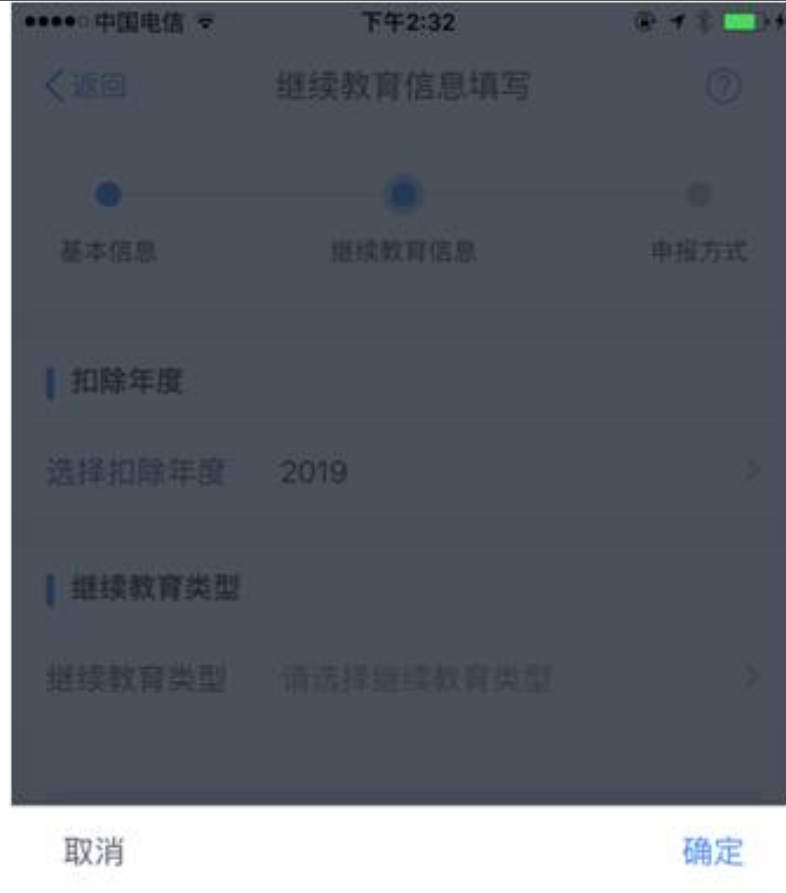 中国电信 下午2:32
返回 继续教育信息填写 ?
基本信息 继续教育信息 申报方式
扣除年度
选择扣除年度 2019
继续教育类型
继续教育类型 请选择继续教育类型
取消 确定